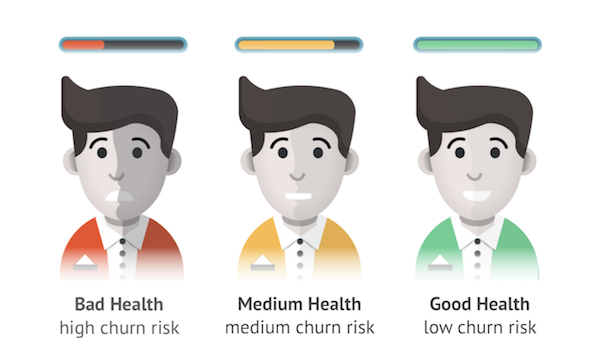 Bad Health
high churn risk
Medium Health
medium churn risk
Good Health
low churn risk